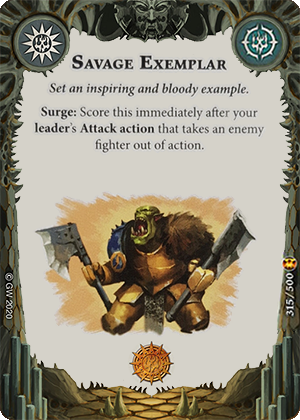 SAVAGE EXEMPLAR
Set an inspiring and bloody example.
Surge: Score this immediately after your
leader's Attack action that takes an enemy
fighter out of action.
© GW 2020
315/500